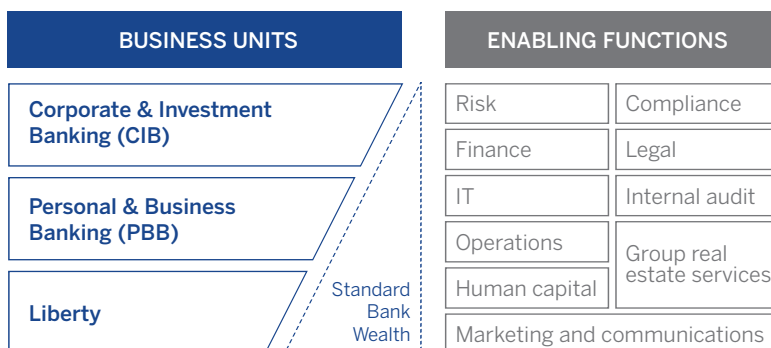 BUSINESS UNITS
Corporate & Investment
Banking (CIB)
Personal & Business
Banking (PBB)
Liberty
Standard
Bank
Wealth
ENABLING FUNCTIONS
Risk
Compliance
Finance
Legal
IT
Internal audit
Operations
Group real
estate services
Human capital
Marketing and communications